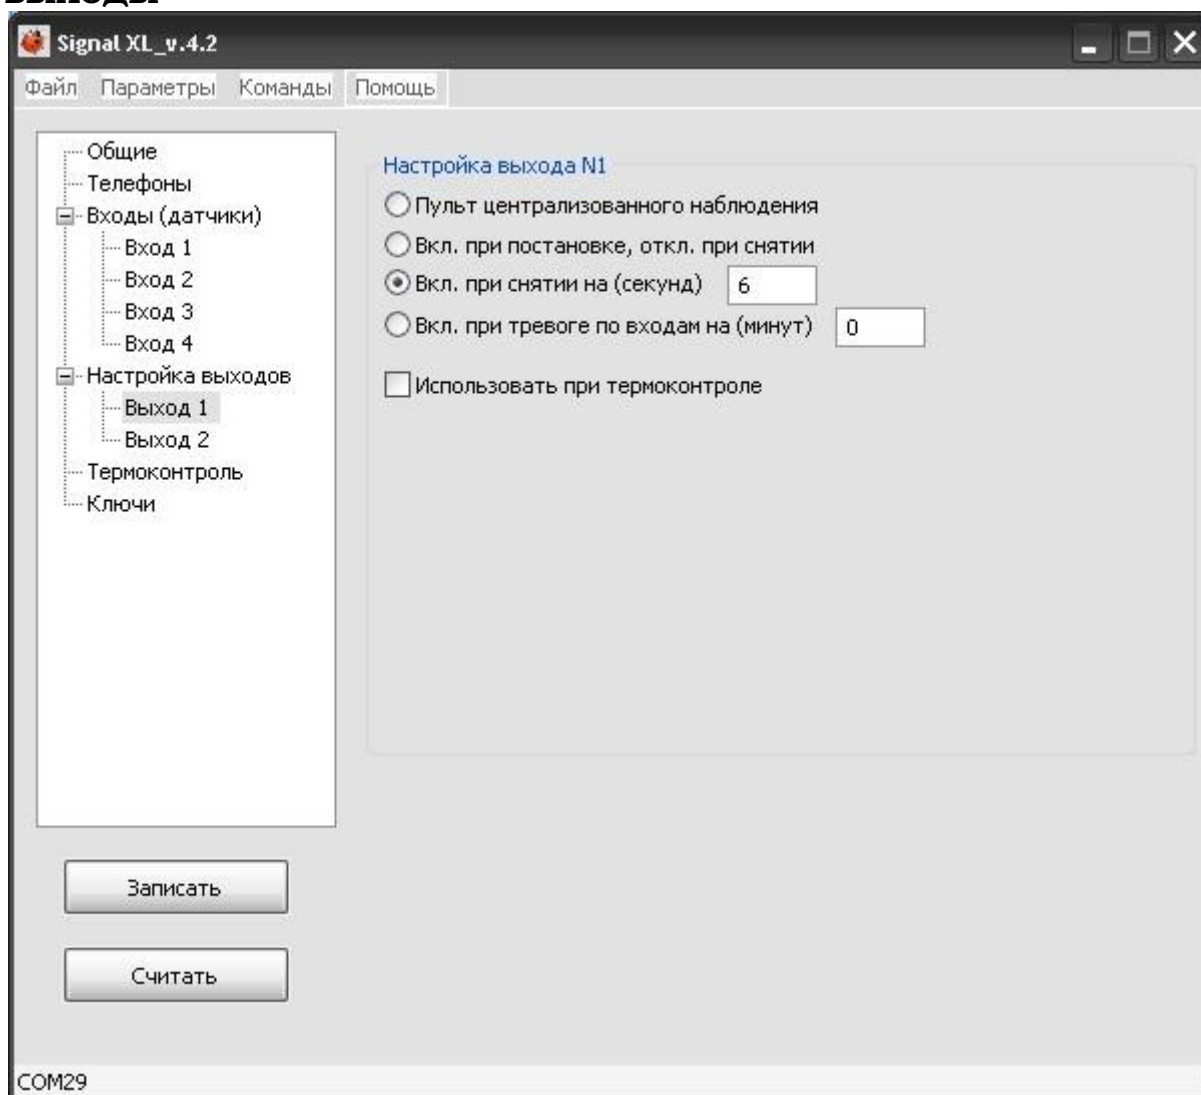 выходы
Signal XL_v.4.2
Файл Параметры Команды Помощь
Общие
Телефоны
Входы (датчики)
Вход 1
Вход 2
Вход 3
Вход 4
Настройка выходов
Выход 1
Выход 2
Термоконтроль
Ключи
Настройка выхода N1
Пульт централизованного наблюдения
Вкл. при постановке, откл. при снятии
Вкл. при снятии на (секунд) 6
Вкл. при тревоге по входам на (минут) 0
Использовать при термоконтроле
Записать
Считать
COM29